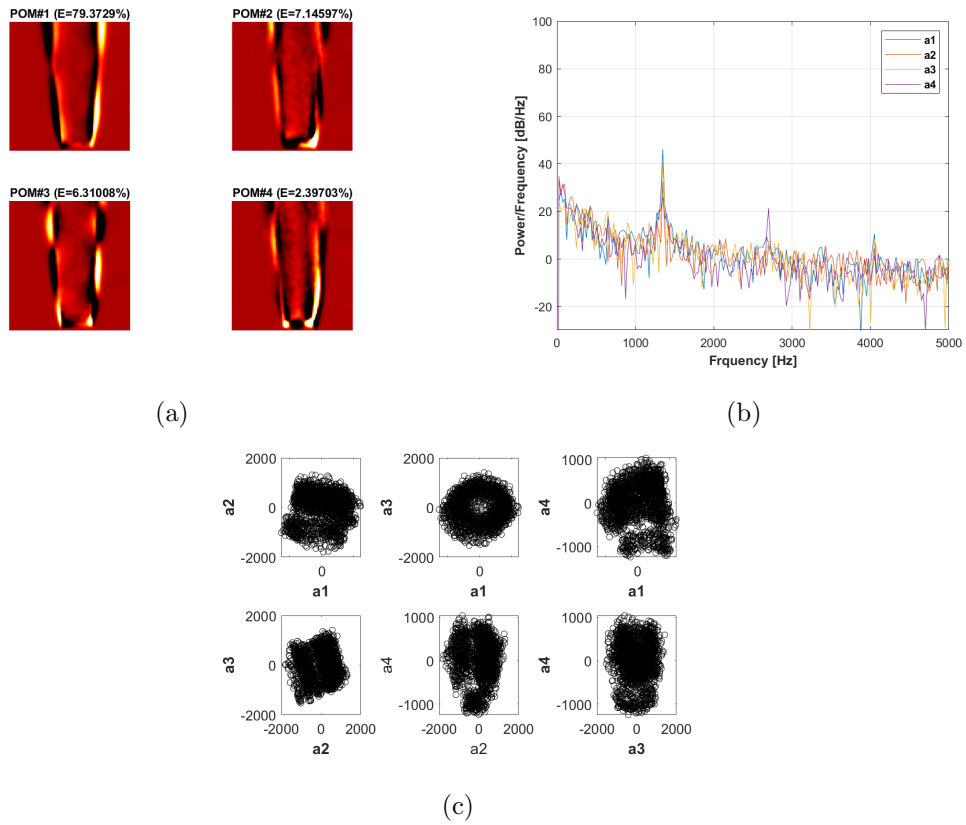 POM#1 (E=79.3729%)
POM#2 (E=7.14597%)
POM#3 (E=6.31008%)
POM#4 (E=2.39703%)
(a)
Power/Frequency [dB/Hz]
100
80
60
40
20
0
-20
0 1000 2000 3000 4000 5000
Frquency [Hz]
a1
a2
a3
a4
(b)
a2
2000
0
-2000
0
a1
a3
2000
0
-2000
0
a1
a4
1000
0
-1000
0
a1
a3
2000
0
-2000
-2000 0 2000
a2
a4
1000
0
-1000
-2000 0 2000
a2
a4
1000
0
-1000
-2000 0 2000
a3
(c)